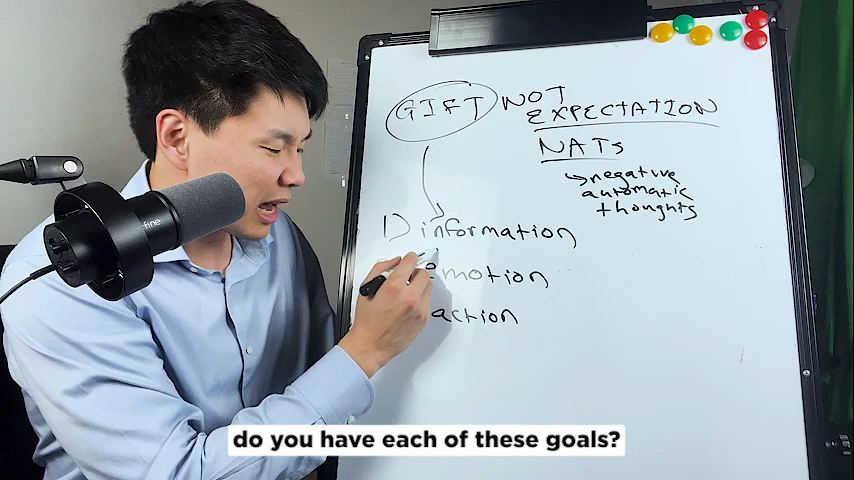 GIFT NOT
EXPECTATION
NATs
negative
automatic
thoughts
1) information
emotion
action
fine
do you have each of these goals?